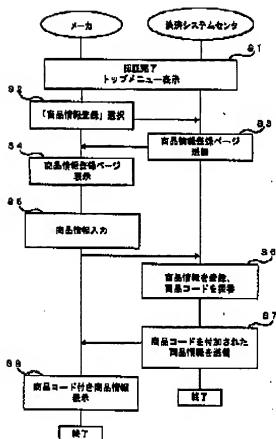 メーカ
決済システムセンタ
S1
認証完了
トップメニュー表示
S2
「商品情報登録」選択
S3
商品情報登録ページ
送信
S4
商品情報登録ページ
表示
S5
商品情報入力
S6
商品情報を登録、
商品コードを
S7
商品コードを付加された
商品情報を送信
S8
商品コード付き商品情報
表示
終了
終了